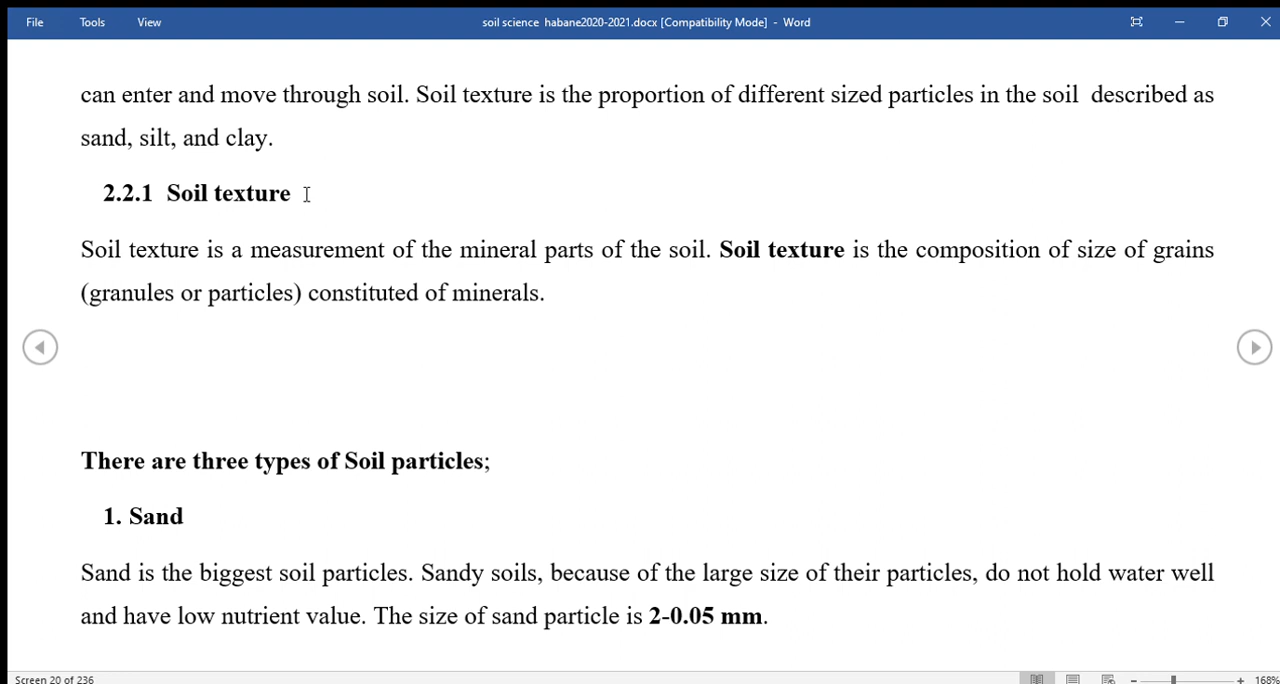 File Tools View soil science habane2020-2021.docx [Compatibility Mode] - Word
can enter and move through soil. Soil texture is the proportion of different sized particles in the soil described as
sand, silt, and clay.
2.2.1 Soil texture
Soil texture is a measurement of the mineral parts of the soil. Soil texture is the composition of size of grains
(granules or particles) constituted of minerals.
There are three types of Soil particles;
1. Sand
Sand is the biggest soil particles. Sandy soils, because of the large size of their particles, do not hold water well
and have low nutrient value. The size of sand particle is 2-0.05 mm.
Screen 20 of 236 168%